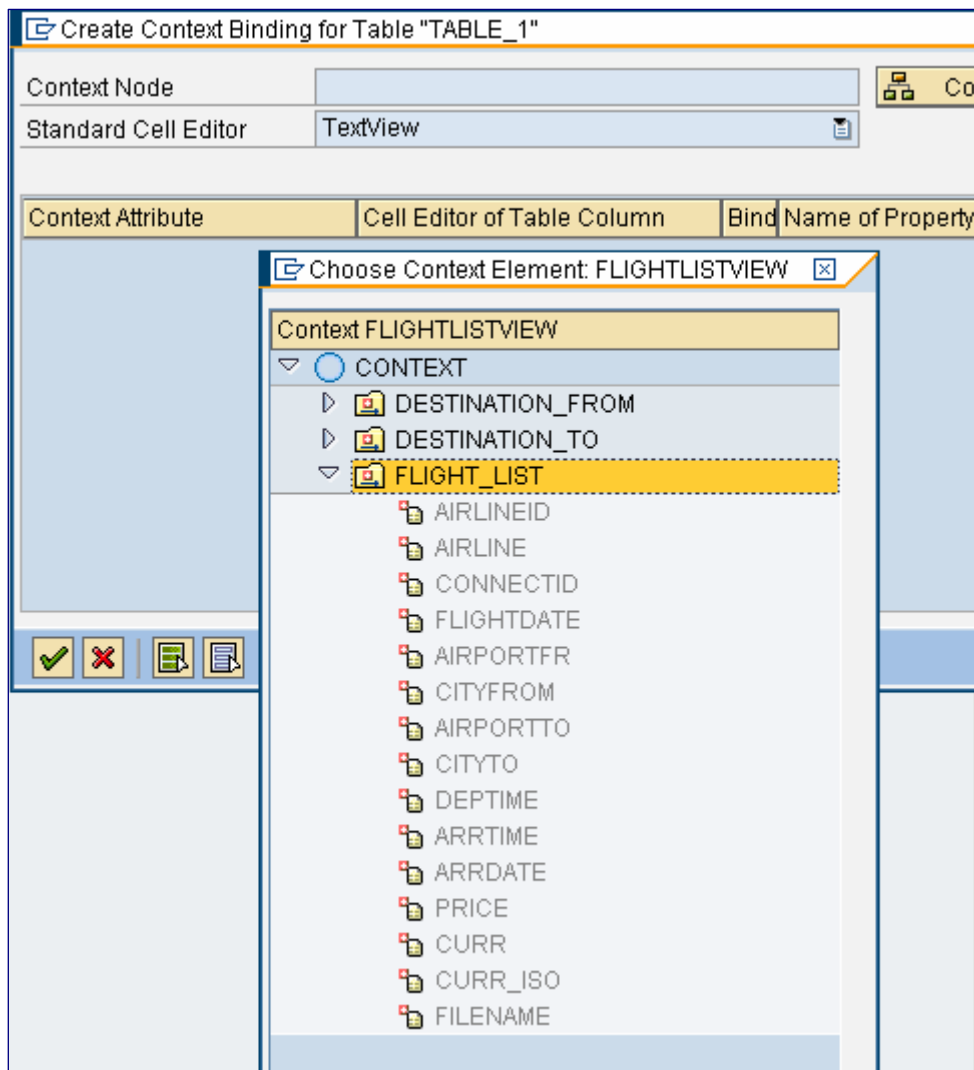 Create Context Binding for Table "TABLE_1"
Context Node
Co
Standard Cell Editor TextView
Context Attribute Cell Editor of Table Column Bind Name of Property
Choose Context Element: FLIGHTLISTVIEW
Context FLIGHTLISTVIEW
CONTEXT
DESTINATION_FROM
DESTINATION_TO
FLIGHT_LIST
AIRLINEID
AIRLINE
CONNECTID
FLIGHTDATE
AIRPORTFR
CITYFROM
AIRPORTTO
CITYTO
DEPTIME
ARRTIME
ARRDATE
PRICE
CURR
CURR_ISO
FILENAME